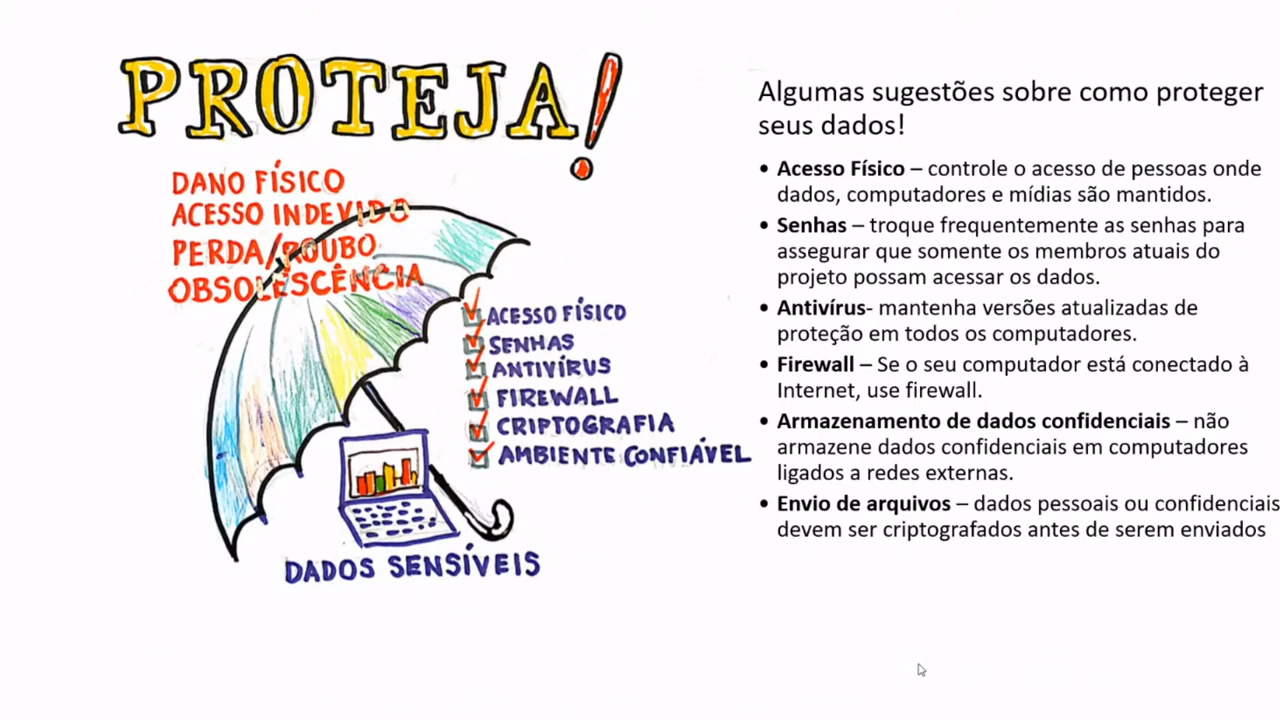 PROTEJA!
DANO FÍSICO
ACESSO INDEVIDO
PERDA/ROUBO
OBSOLESCÊNCIA
ACESSO FÍSICO
SENHAS
ANTIVÍRUS
FIREWALL
CRIPTOGRAFIA
AMBIENTE CONFIÁVEL
DADOS SENSÍVEIS
Algumas sugestões sobre como proteger
seus dados!
• Acesso Físico – controle o acesso de pessoas onde
dados, computadores e mídias são mantidos.
• Senhas – troque frequentemente as senhas para
assegurar que somente os membros atuais do
projeto possam acessar os dados.
• Antivírus- mantenha versões atualizadas de
proteção em todos os computadores.
• Firewall – Se o seu computador está conectado à
Internet, use firewall.
• Armazenamento de dados confidenciais – não
armazene dados confidenciais em computadores
ligados a redes externas.
• Envio de arquivos – dados pessoais ou confidenciais
devem ser criptografados antes de serem enviados